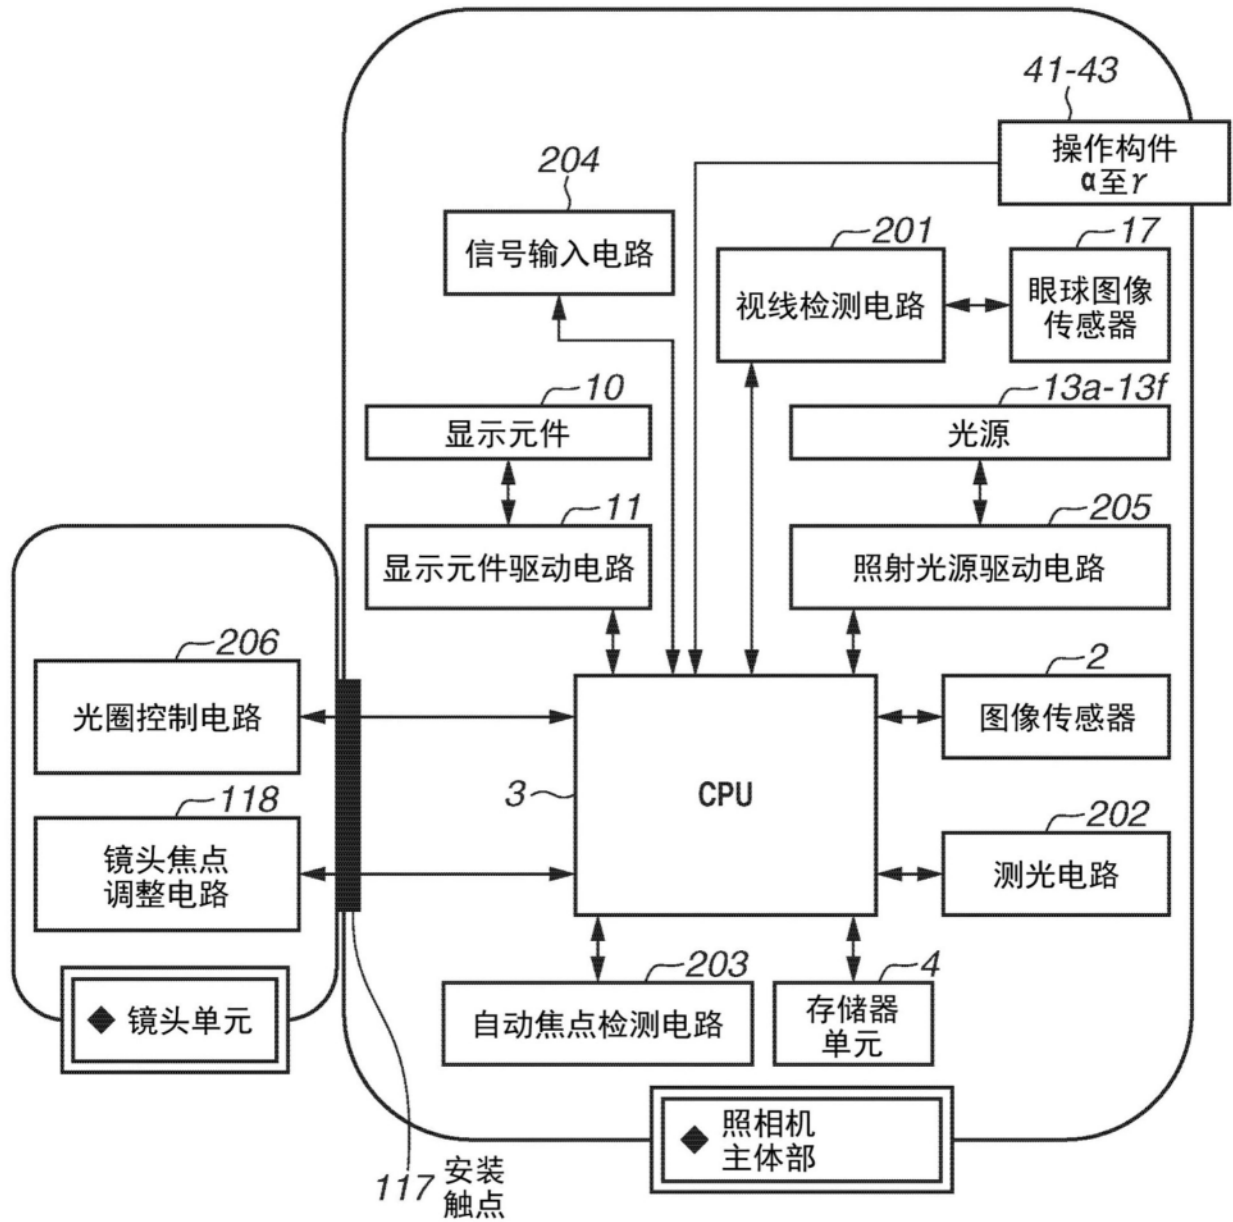 41-43
操作构件
α至γ
204
信号输入电路
201
视线检测电路
17
眼球图像
传感器
10
显示元件
13a-13f
光源
11
显示元件驱动电路
205
照射光源驱动电路
206
光圈控制电路
2
图像传感器
3
CPU
118
镜头焦点
调整电路
202
测光电路
203
自动焦点检测电路
4
存储器
单元
◆ 镜头单元
◆ 照相机
主体部
117 安装
触点